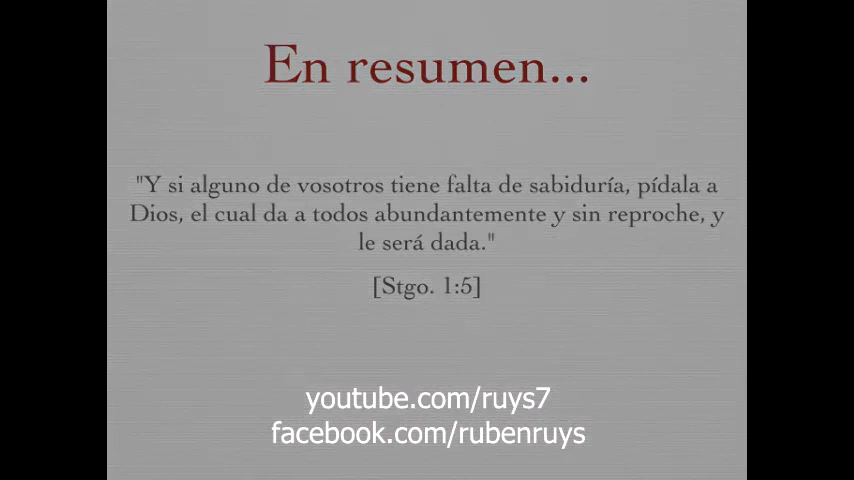 En resumen...
"Y si alguno de vosotros tiene falta de sabiduría, pídala a
Dios, el cual da a todos abundantemente y sin reproche, y
le será dada."
[Stgo. 1:5]
youtube.com/ruys7
facebook.com/rubenruys